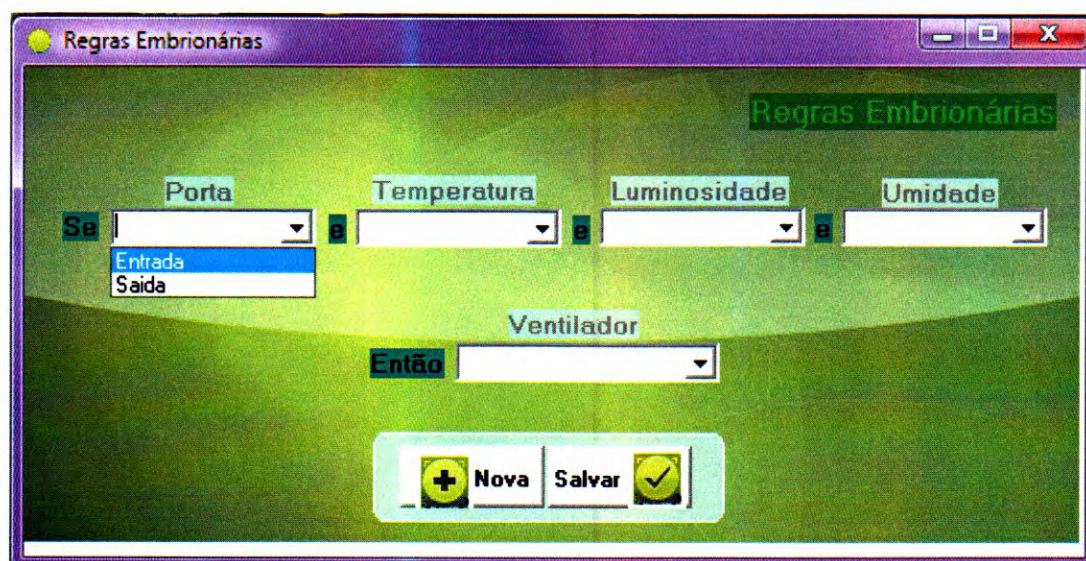 Regras Embrionárias
Regras Embrionárias
Porta Temperatura Luminosidade Umidade
Se e e e
Entrada
Saida
Ventilador
Então
Nova Salvar